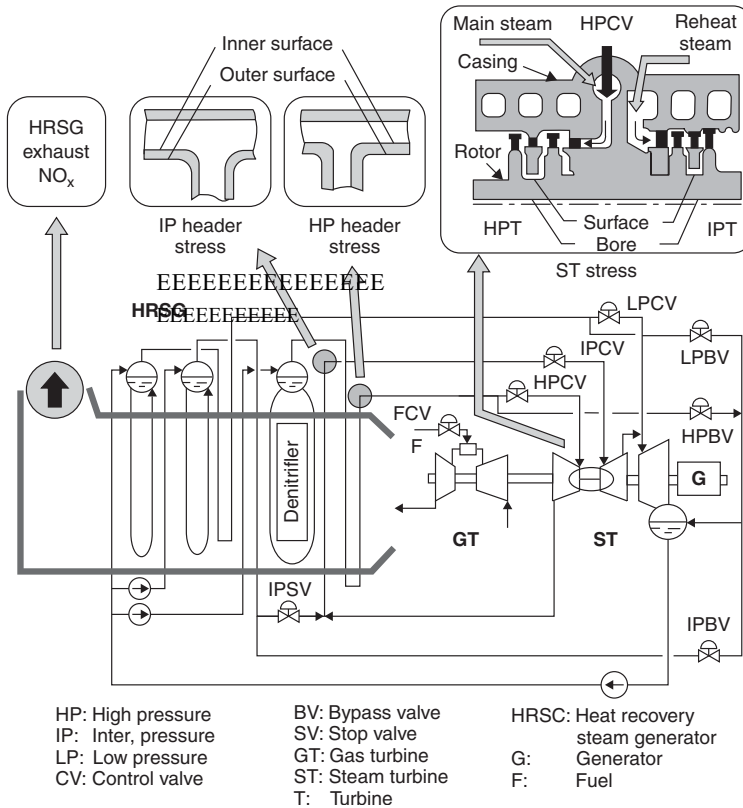 Main steam
HPCV
Reheat
steam
Casing
Rotor
HPT
Surface
Bore
IPT
ST stress
Inner surface
Outer surface
HRSG
exhaust
NOx
IP header
stress
HP header
stress
EEEEEEEEEEEEEEE
HRSG
EEEEEEEEEEE
LPCV
IPCV
LPBV
HPCV
FCV
F
HPBV
Denitrifler
G
GT
ST
IPSV
IPBV
HP: High pressure
IP: Inter, pressure
LP: Low pressure
CV: Control valve
BV: Bypass valve
SV: Stop valve
GT: Gas turbine
ST: Steam turbine
T: Turbine
HRSC: Heat recovery
steam generator
G: Generator
F: Fuel